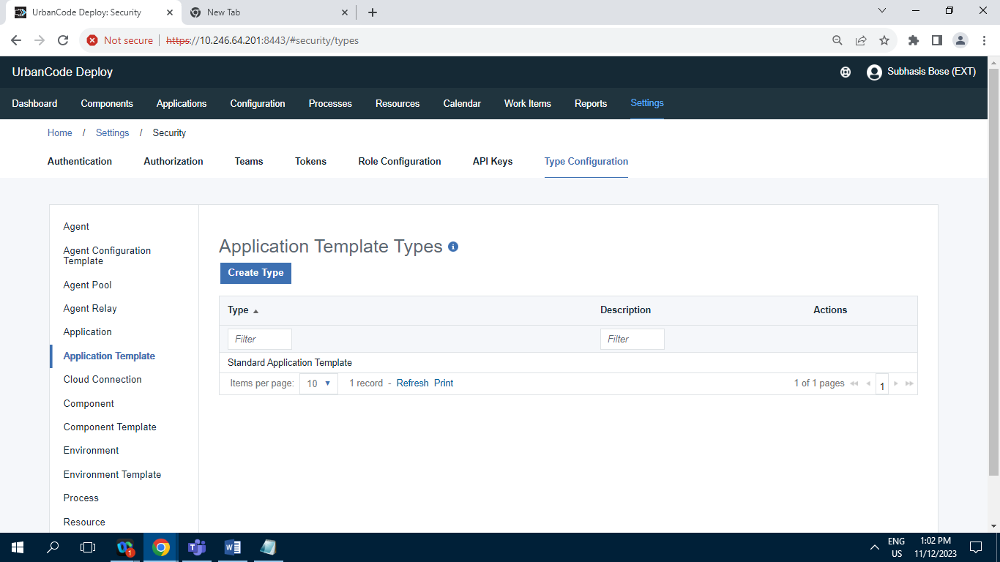 UrbanCode Deploy: Security
New Tab
Not secure
https://10.246.64.201:8443/#security/types
UrbanCode Deploy
Subhasis Bose (EXT)
Dashboard Components Applications Configuration Processes Resources Calendar Work Items Reports Settings
Home / Settings / Security
Authentication Authorization Teams Tokens Role Configuration API Keys Type Configuration
Agent
Agent Configuration
Template
Agent Pool
Agent Relay
Application
Application Template
Cloud Connection
Component
Component Template
Environment
Environment Template
Process
Resource
Application Template Types
Create Type
Type Description Actions
Filter Filter
Standard Application Template
Items per page: 10 1 record - Refresh Print 1 of 1 pages 1
1
ENG
US
1:02 PM
11/12/2023